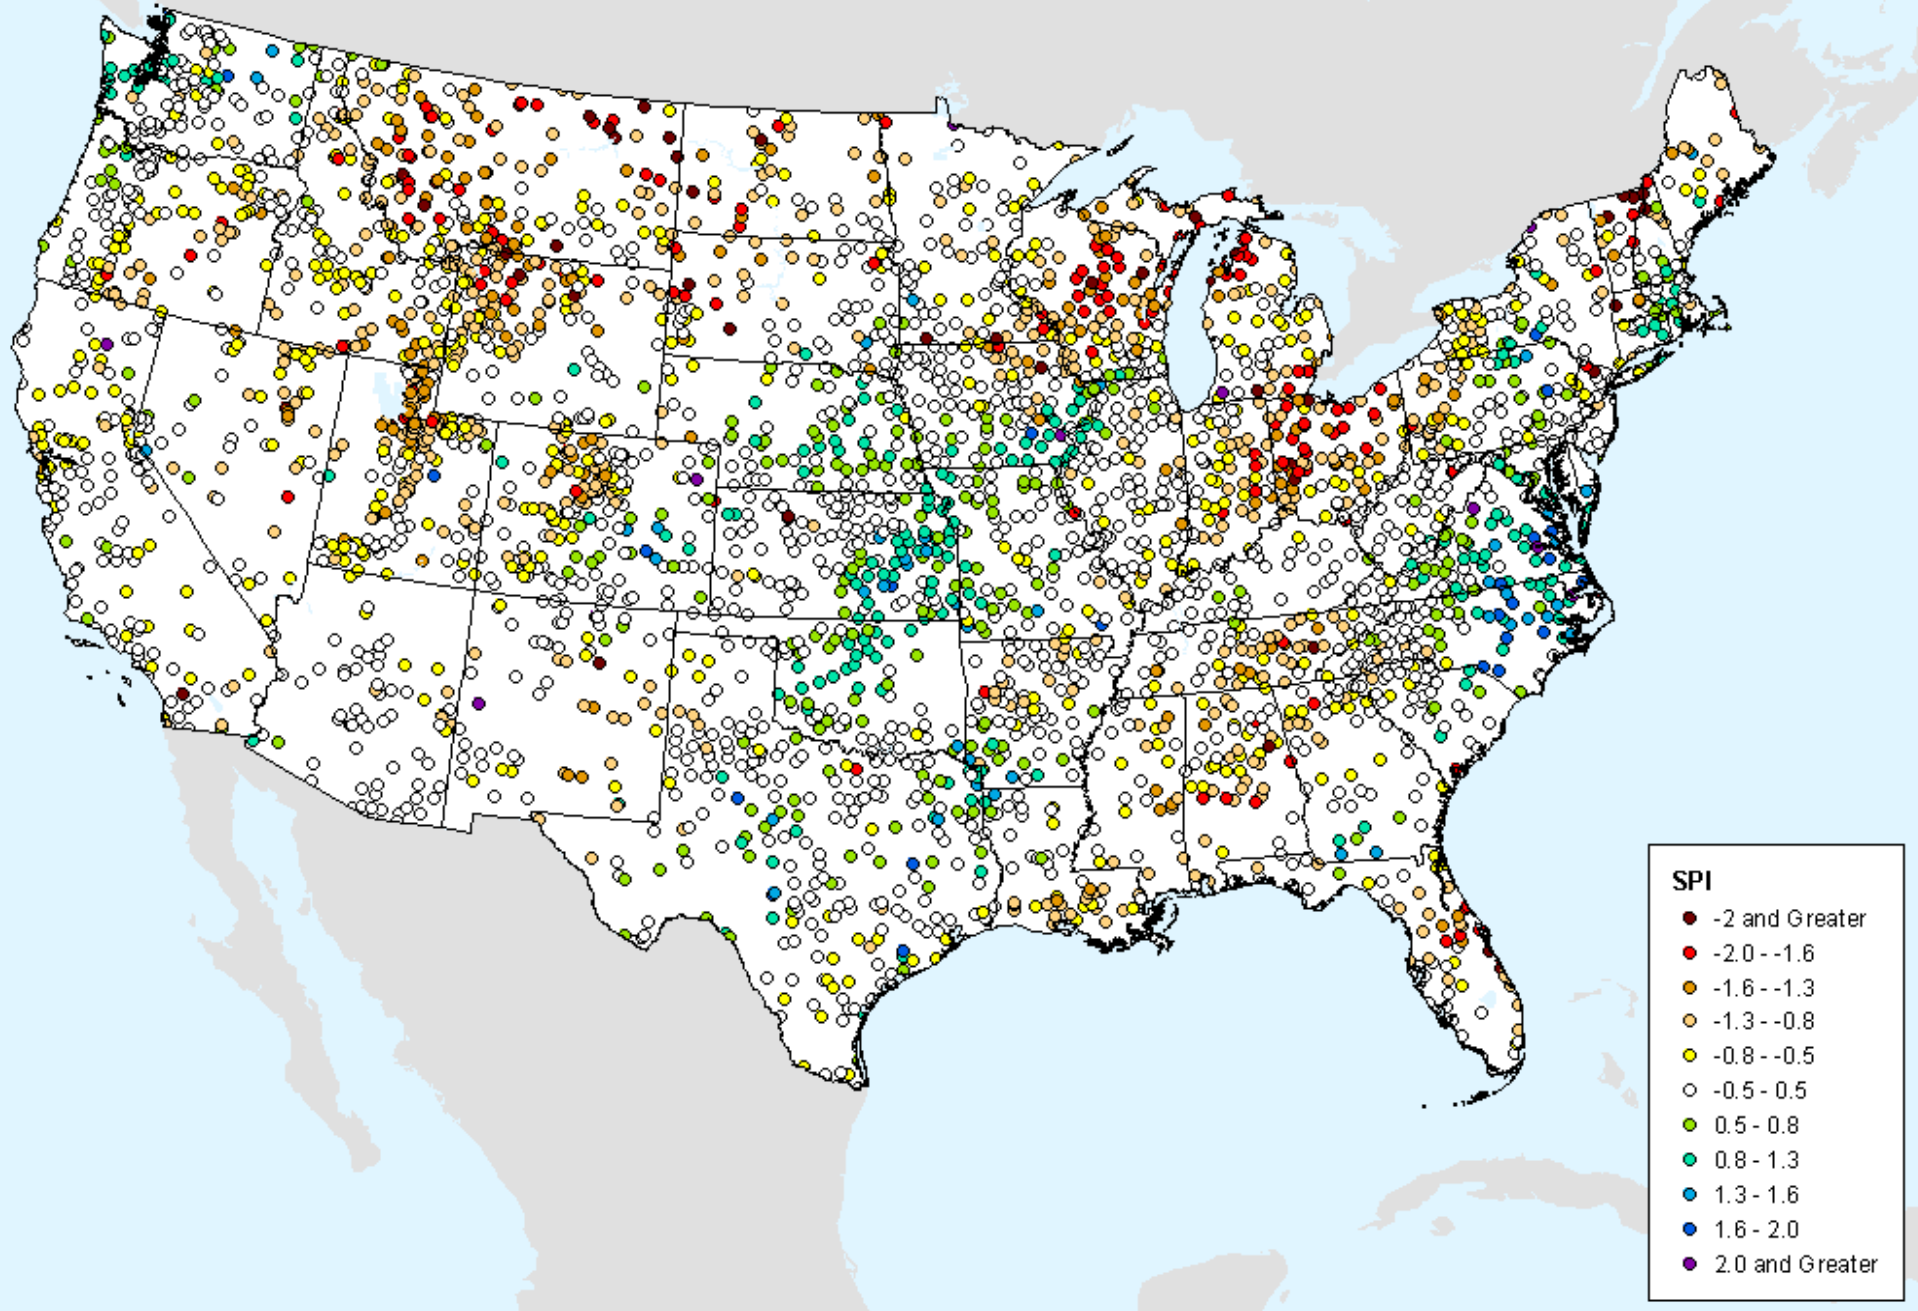 SPI
-2 and Greater
-2.0 - -1.6
-1.6 - -1.3
-1.3 - -0.8
-0.8 - -0.5
-0.5 - 0.5
0.5 - 0.8
0.8 - 1.3
1.3 - 1.6
1.6 - 2.0
2.0 and Greater